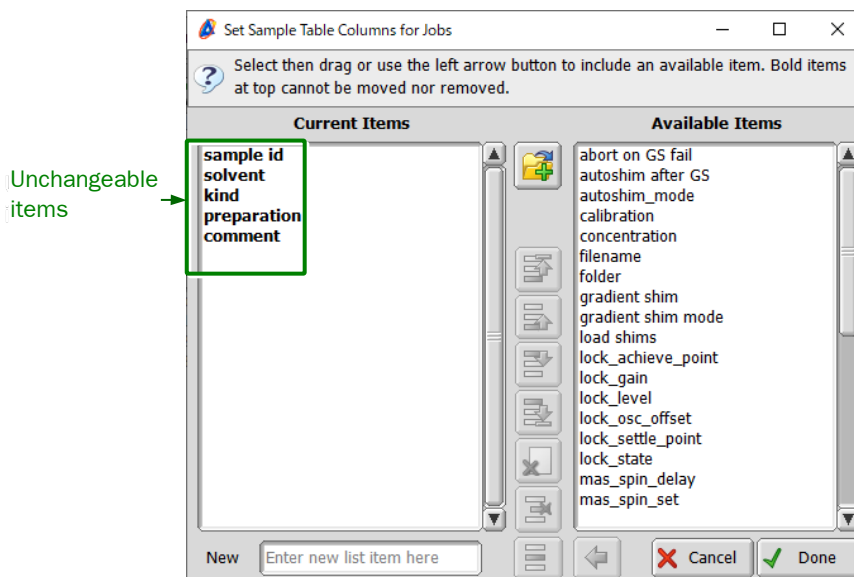 Set Sample Table Columns for Jobs
Select then drag or use the left arrow button to include an available item. Bold items
at top cannot be moved nor removed.
Current Items
Available Items
Unchangeable
items
sample id
solvent
kind
preparation
comment
abort on GS fail
autoshim after GS
autoshim_mode
calibration
concentration
filename
folder
gradient shim
gradient shim mode
load shims
lock_achieve_point
lock_gain
lock_level
lock_osc_offset
lock_settle_point
lock_state
mas_spin_delay
mas_spin_set
New
Enter new list item here
Cancel
Done